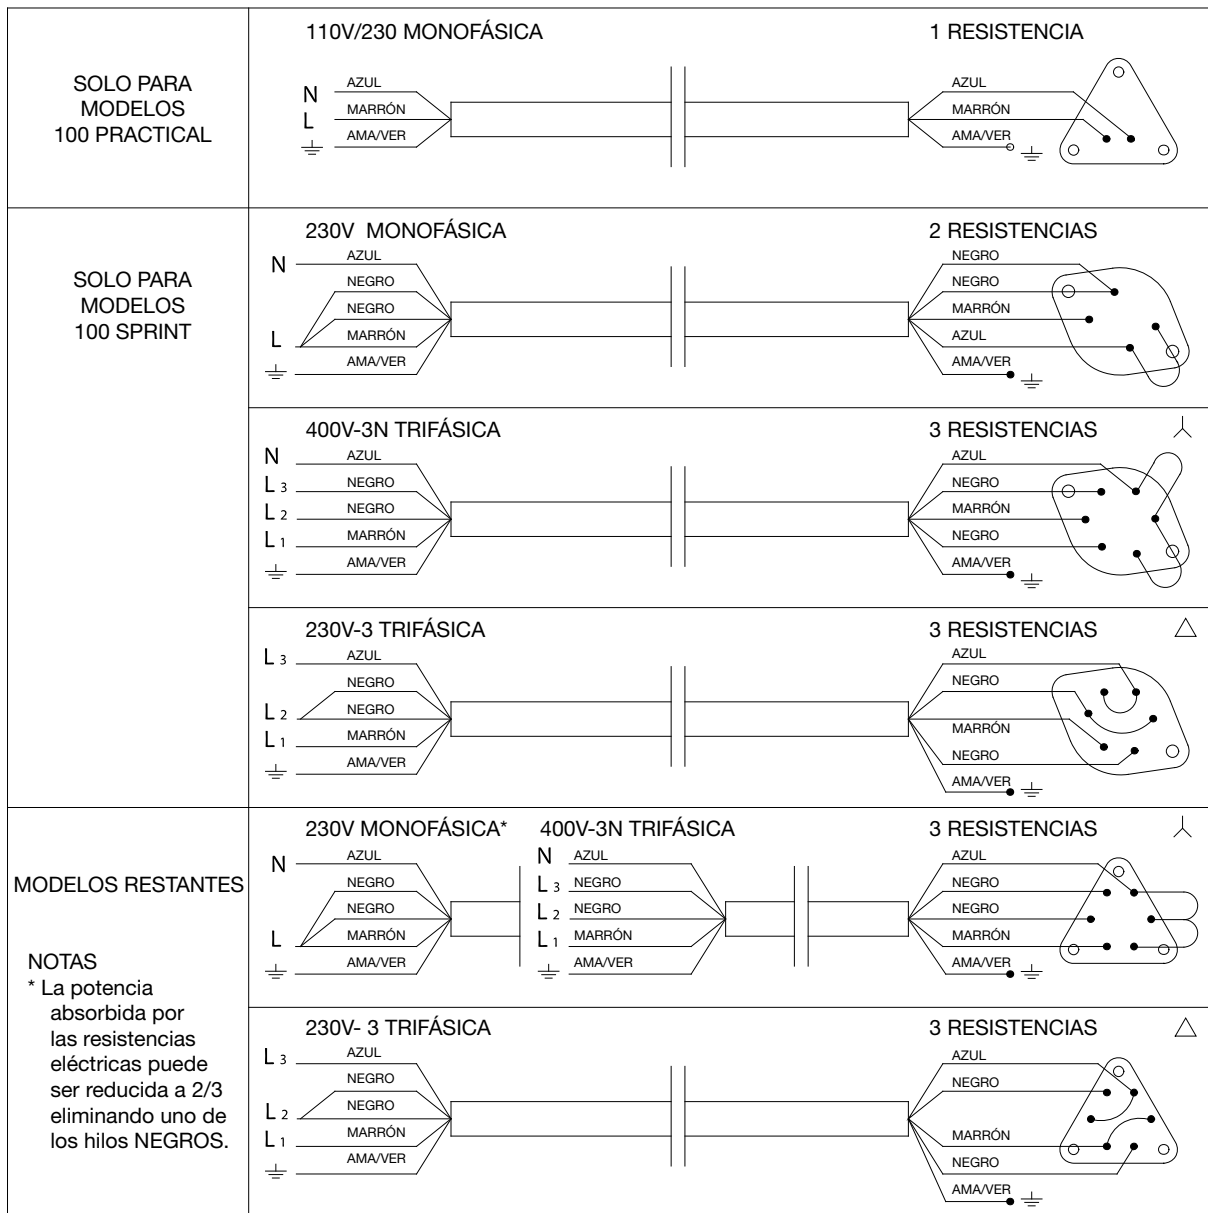 SOLO PARA
MODELOS
100 PRACTICAL
110V/230 MONOFÁSICA
1 RESISTENCIA
N
L
AZUL
MARRÓN
AMA/VER
AZUL
MARRÓN
AMA/VER
SOLO PARA
MODELOS
100 SPRINT
230V MONOFÁSICA
2 RESISTENCIAS
N
L
AZUL
NEGRO
NEGRO
MARRÓN
AMA/VER
NEGRO
NEGRO
MARRÓN
AZUL
AMA/VER
400V-3N TRIFÁSICA
3 RESISTENCIAS
N
L 3
L 2
L 1
AZUL
NEGRO
NEGRO
MARRÓN
AMA/VER
AZUL
NEGRO
MARRÓN
NEGRO
AMA/VER
230V-3 TRIFÁSICA
3 RESISTENCIAS
L 3
L 2
L 1
AZUL
NEGRO
NEGRO
MARRÓN
AMA/VER
AZUL
NEGRO
MARRÓN
NEGRO
AMA/VER
MODELOS RESTANTES
NOTAS
* La potencia
absorbida por
las resistencias
eléctricas puede
ser reducida a 2/3
eliminando uno de
los hilos NEGROS.
230V MONOFÁSICA*
400V-3N TRIFÁSICA
3 RESISTENCIAS
N
L
AZUL
NEGRO
NEGRO
MARRÓN
AMA/VER
N
L 3
L 2
L 1
AZUL
NEGRO
NEGRO
MARRÓN
AMA/VER
AZUL
NEGRO
NEGRO
MARRÓN
AMA/VER
230V- 3 TRIFÁSICA
3 RESISTENCIAS
L 3
L 2
L 1
AZUL
NEGRO
NEGRO
MARRÓN
AMA/VER
AZUL
NEGRO
MARRÓN
NEGRO
AMA/VER